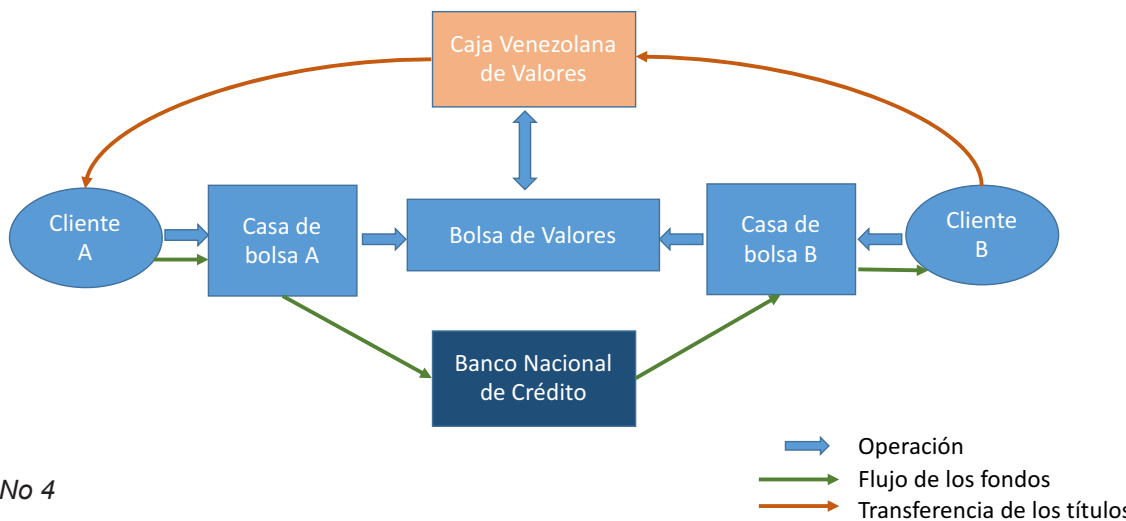 Caja Venezolana
de Valores
Cliente
A
Casa de
bolsa A
Bolsa de Valores
Casa de
bolsa B
Cliente
B
Banco Nacional
de Crédito
Operación
Flujo de los fondos
Transferencia de los títulos
No 4